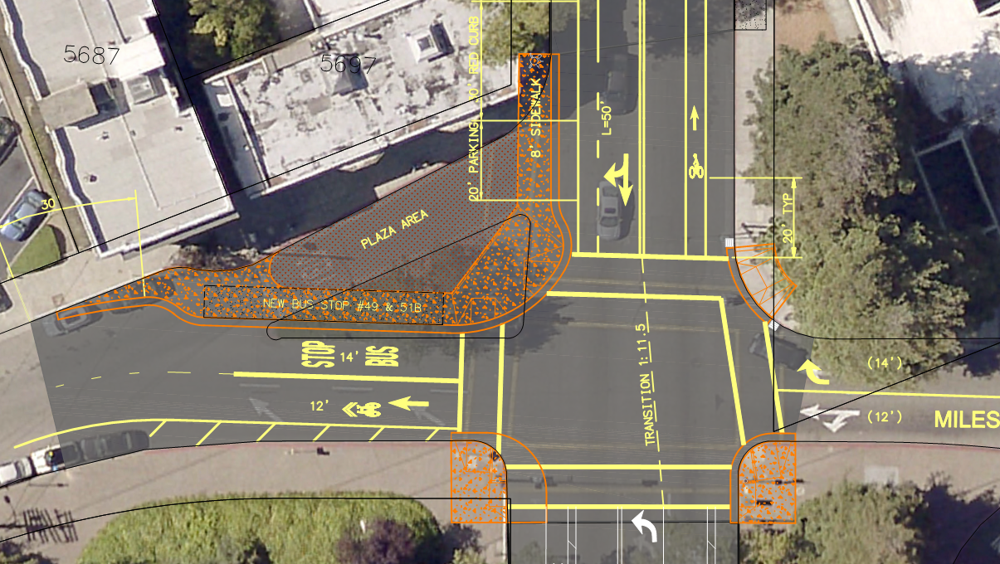 5687
5697
20' PARKING
30' RED CURB
8' SIDEWALK
L=50'
30
PLAZA AREA
20' TYP
NEW BUS STOP #49 & 51B
STOP
14'
BUS
12'
TRANSITION 1:11.5
(14')
(12')
MILES